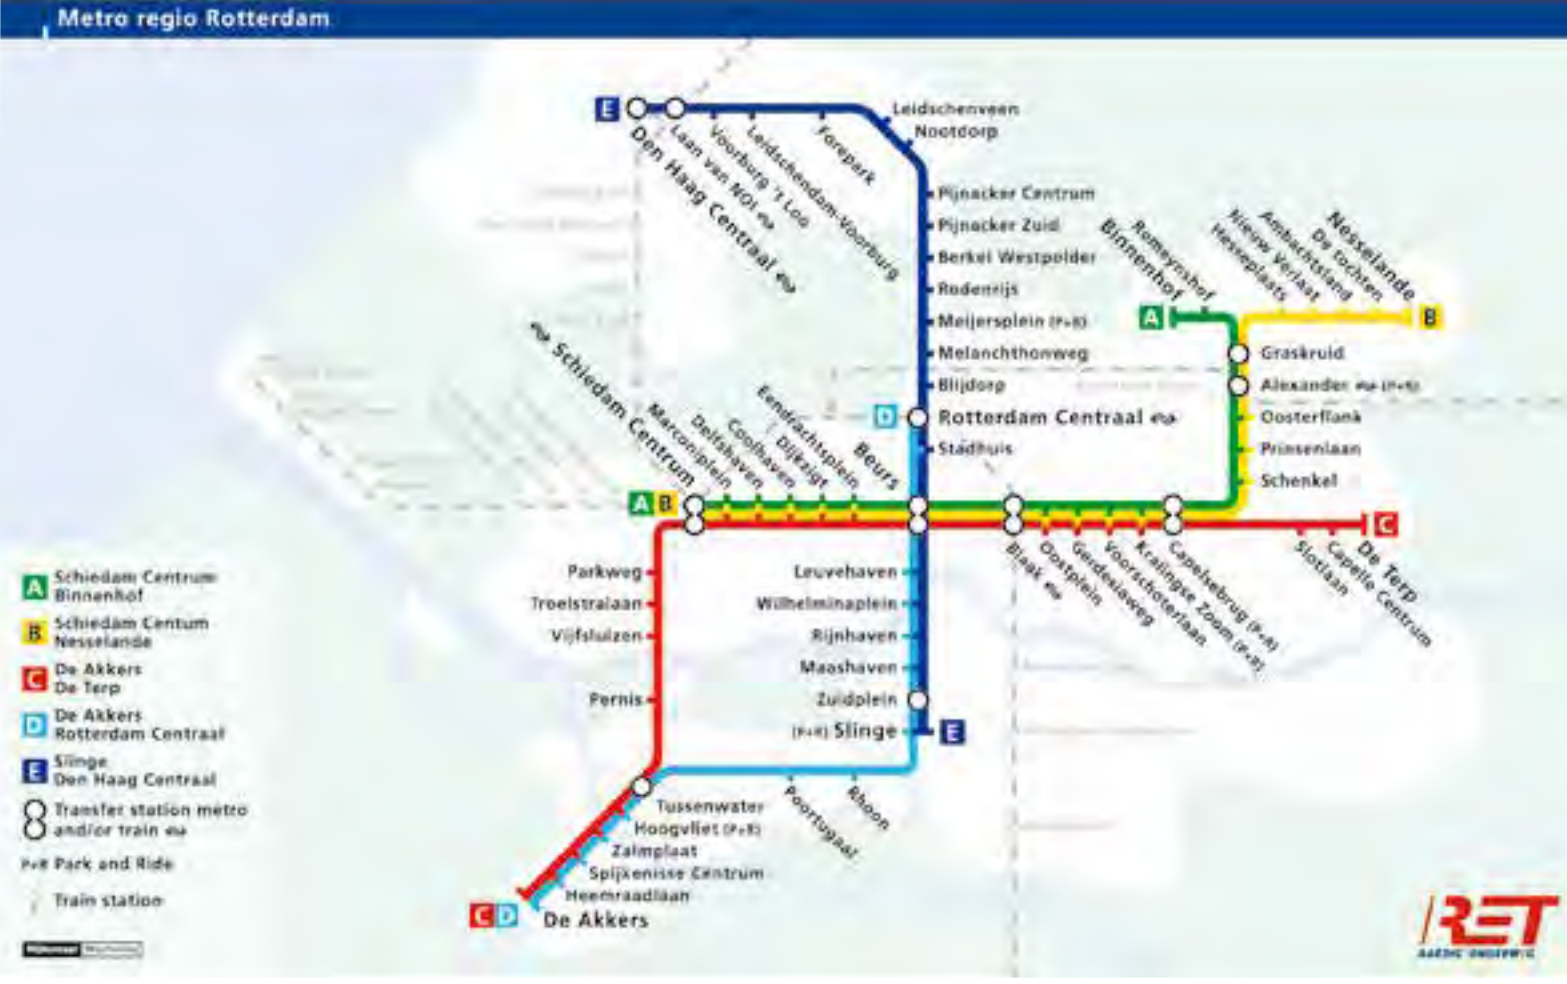 Metro regio Rotterdam
E
Den Haag Centraal
Laan van NOI
Voorburg 't Loo
Leidschendam-Voorburg
Forepark
Leidschenveen
Nootdorp
Pijnacker Centrum
Pijnacker Zuid
Berkel Westpolder
Rodenrijs
Meijersplein (P+R)
Melanchthonweg
Blijdorp
D
Rotterdam Centraal
Stadhuis
Binnenhof
Romeynshof
A
Hesseplaats
Nieuw Verlaat
Ambachtsland
De Tochten
Nesselande
B
Graskruid
Alexander (P+R)
Oosterflank
Prinsenlaan
Schenkel
Schiedam Centrum
Marconiplein
Delfshaven
Coolhaven
Dijkzigt
Eendrachtsplein
Beurs
A B
C
Blaak
Oostplein
Gerdesiaweg
Voorschoterlaan
Kralingse Zoom (P+R)
Capelsebrug (P+R)
Slotlaan
Capelle Centrum
De Terp
Parkweg
Troelstralaan
Vijfsluizen
Pernis
Leuvehaven
Wilhelminaplein
Rijnhaven
Maashaven
Zuidplein
(P+R) Slinge
E
Rhoon
Poortugaal
Tussenwater
Hoogvliet (P+R)
Zalmplaat
Spijkenisse Centrum
Heemraadlaan
De Akkers
C D
A Schiedam Centrum
Binnenhof
B Schiedam Centum
Nesselande
C De Akkers
De Terp
D De Akkers
Rotterdam Centraal
E Slinge
Den Haag Centraal
Transfer station metro
and/or train
P+R Park and Ride
Train station
RET